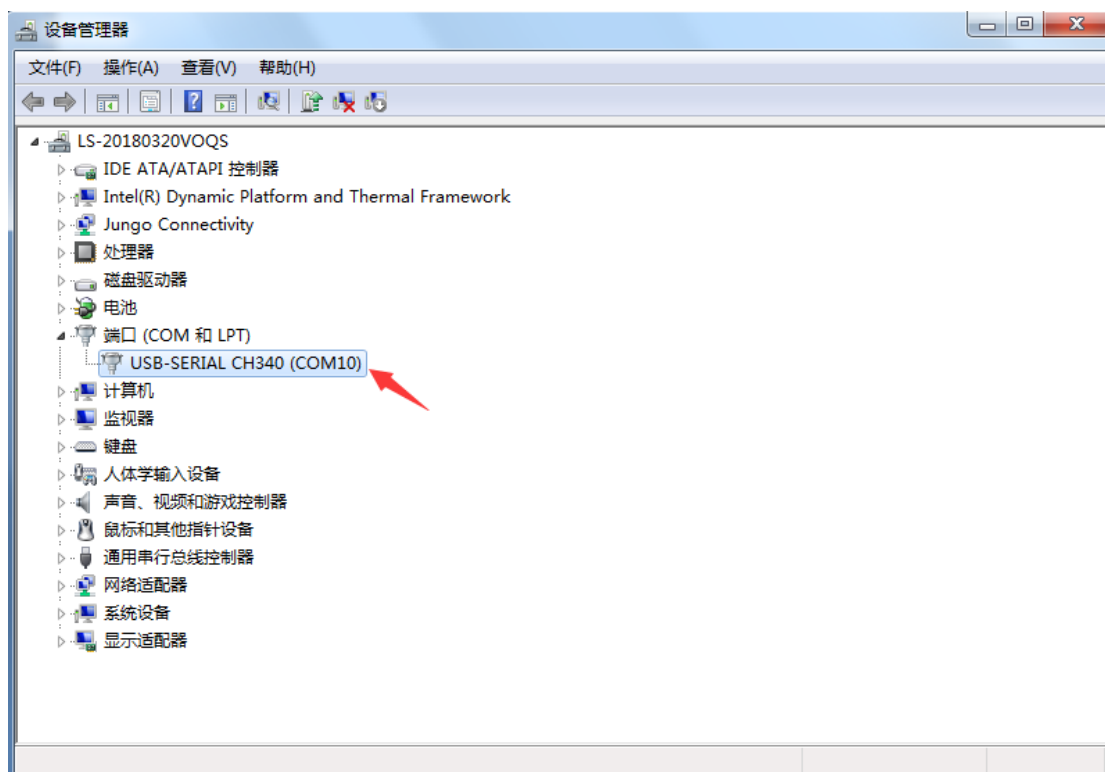 设备管理器
文件(F) 操作(A) 查看(V) 帮助(H)
LS-20180320VOQS
IDE ATA/ATAPI 控制器
Intel(R) Dynamic Platform and Thermal Framework
Jungo Connectivity
处理器
磁盘驱动器
电池
端口 (COM 和 LPT)
USB-SERIAL CH340 (COM10)
计算机
监视器
键盘
人体学输入设备
声音、视频和游戏控制器
鼠标和其他指针设备
通用串行总线控制器
网络适配器
系统设备
显示适配器